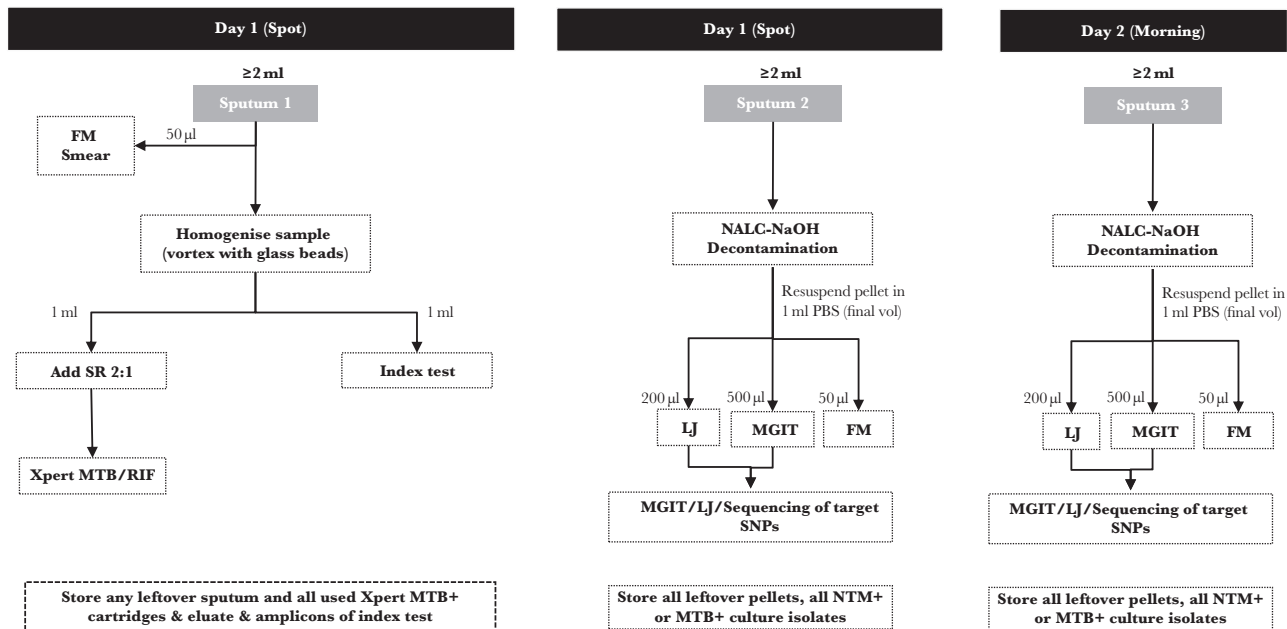 Day 1 (Spot)
≥2 ml
Sputum 1
50 µl
FM
Smear
Homogenise sample
(vortex with glass beads)
1 ml
1 ml
Add SR 2:1
Index test
Xpert MTB/RIF
Store any leftover sputum and all used Xpert MTB+
cartridges & eluate & amplicons of index test
Day 1 (Spot)
≥2 ml
Sputum 2
NALC-NaOH
Decontamination
Resuspend pellet in
1 ml PBS (final vol)
200 µl
500 µl
50 µl
LJ
MGIT
FM
MGIT/LJ/Sequencing of target
SNPs
Store all leftover pellets, all NTM+
or MTB+ culture isolates
Day 2 (Morning)
≥2 ml
Sputum 3
NALC-NaOH
Decontamination
Resuspend pellet in
1 ml PBS (final vol)
200 µl
500 µl
50 µl
LJ
MGIT
FM
MGIT/LJ/Sequencing of target
SNPs
Store all leftover pellets, all NTM+
or MTB+ culture isolates